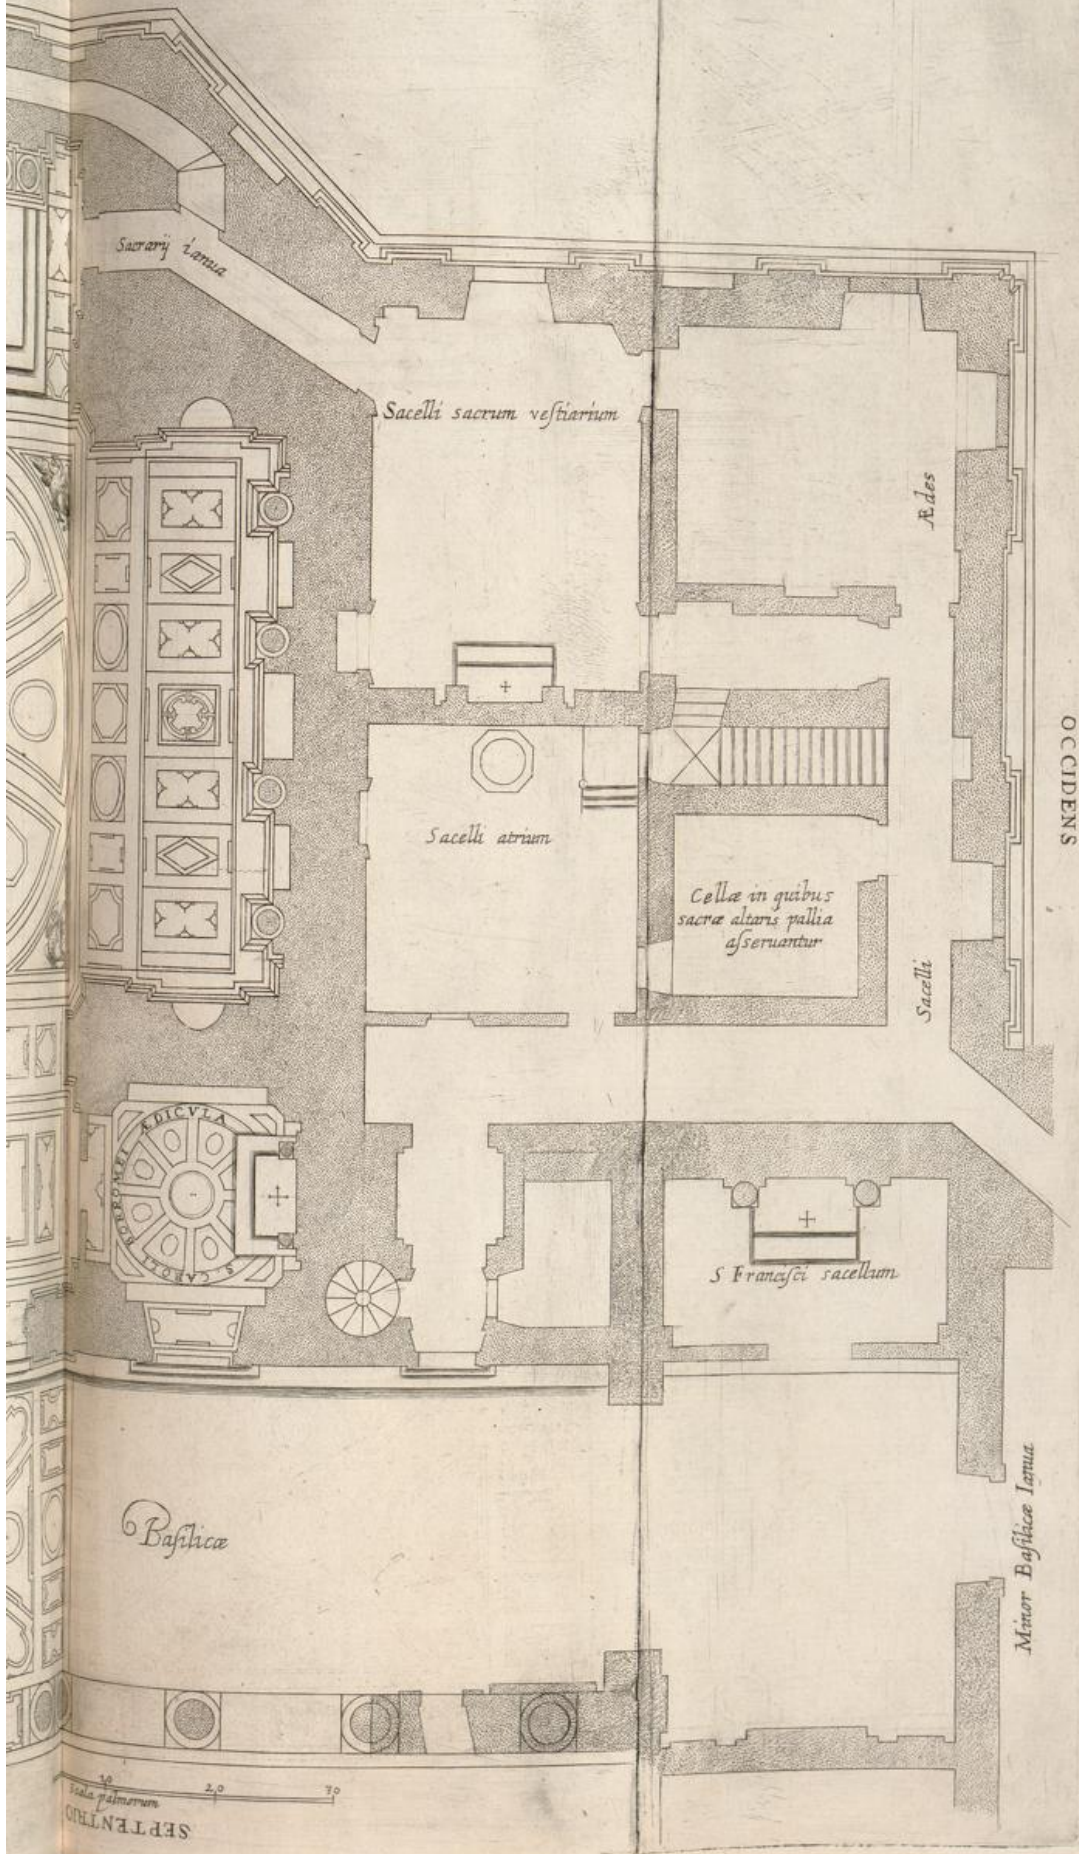 Sacrarij ianua
Sacelli sacrum veſtiarium
Ædes
OCCIDENS
Sacelli atrium
Cellæ in quibus
sacræ altaris pallia
aſseruantur
Sacelli
S. CAROLI BORROMEI ÆDICVLA
S Franciſci sacellum
Baſilicæ
Minor Baſilicæ Ianua
10 20 30
scala palmorum
SEPTENTRIO